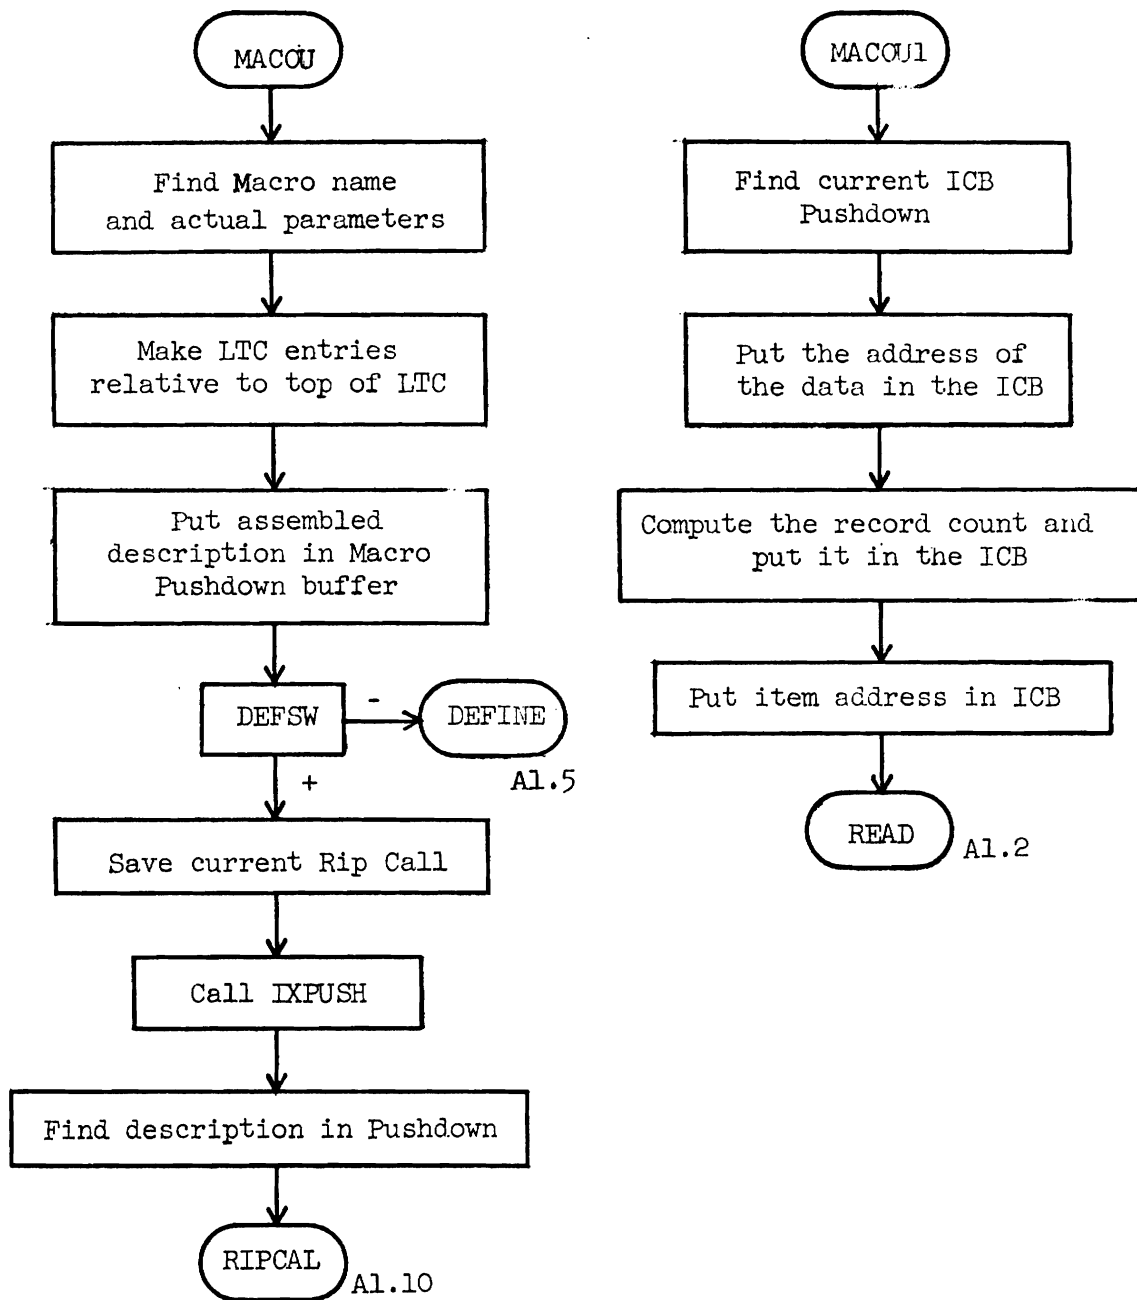 MACOU
Find Macro name
and actual parameters
Make LTC entries
relative to top of LTC
Put assembled
description in Macro
Pushdown buffer
DEFSW
-
DEFINE
A1.5
+
Save current Rip Call
Call IXPUSH
Find description in Pushdown
RIPCAL
A1.10
MACOU1
Find current ICB
Pushdown
Put the address of
the data in the ICB
Compute the record count and
put it in the ICB
Put item address in ICB
READ
A1.2